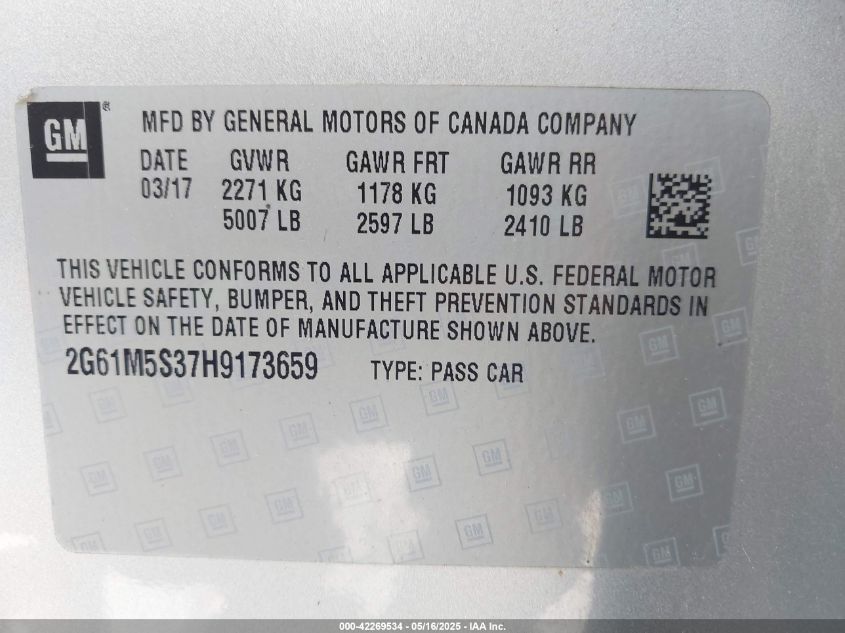 GM
MFD BY GENERAL MOTORS OF CANADA COMPANY
DATE GVWR GAWR FRT GAWR RR
03/17 2271 KG 1178 KG 1093 KG
5007 LB 2597 LB 2410 LB
THIS VEHICLE CONFORMS TO ALL APPLICABLE U.S. FEDERAL MOTOR
VEHICLE SAFETY, BUMPER, AND THEFT PREVENTION STANDARDS IN
EFFECT ON THE DATE OF MANUFACTURE SHOWN ABOVE.
2G61M5S37H9173659 TYPE: PASS CAR
000-42269534 - 05/16/2025 - IAA Inc.